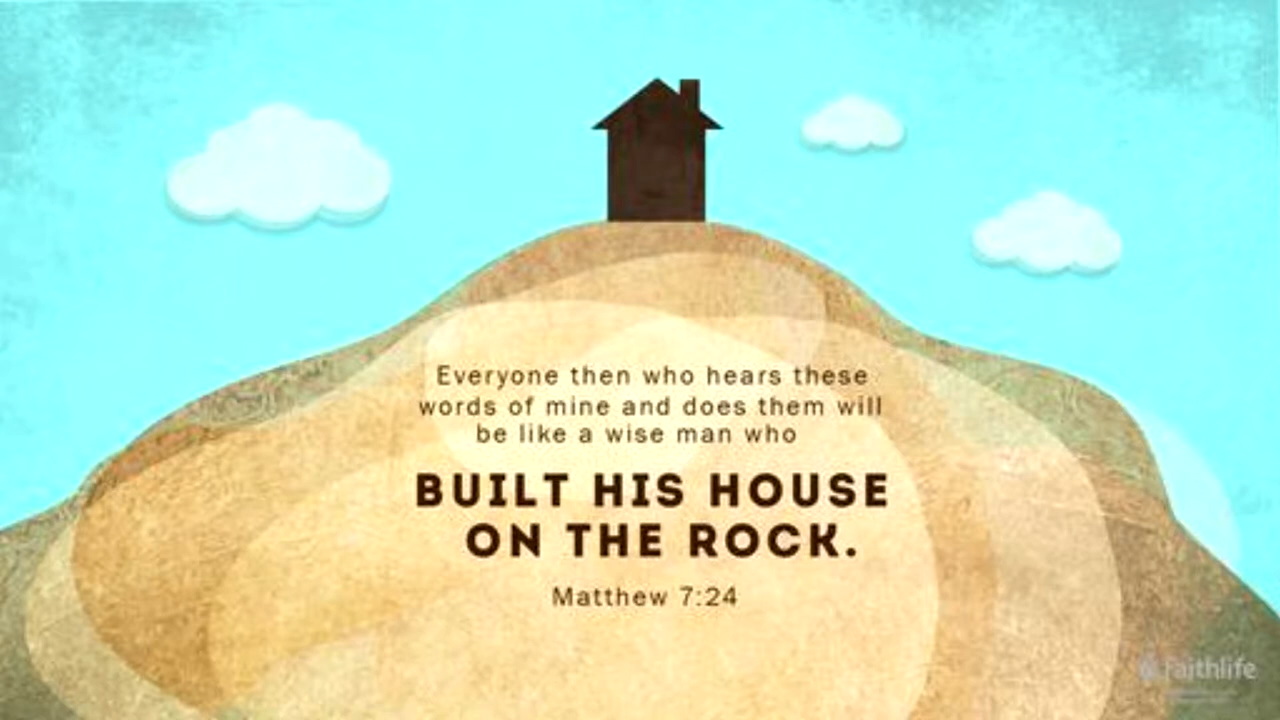 Everyone then who hears these
words of mine and does them will
be like a wise man who
BUILT HIS HOUSE
ON THE ROCK.
Matthew 7:24
faithlife